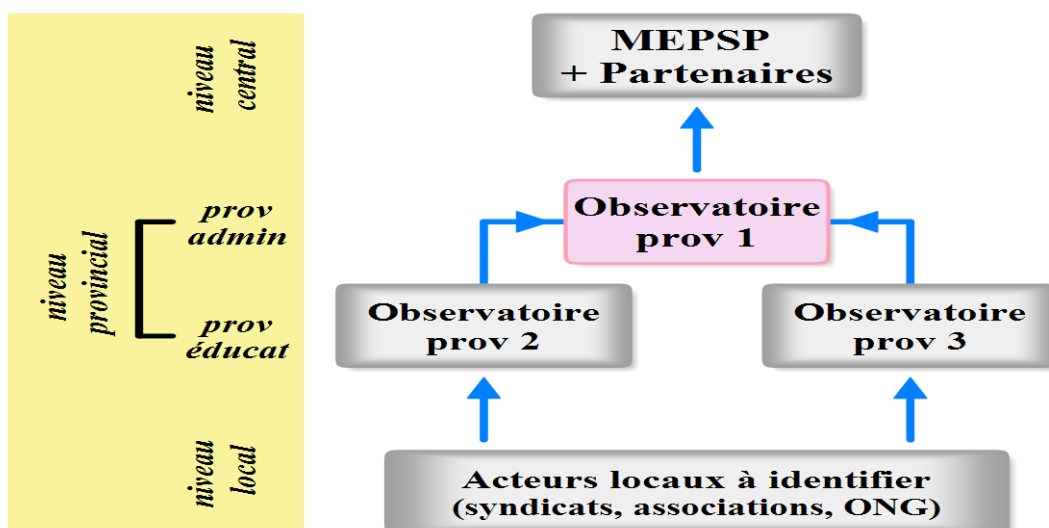 niveau
central
niveau
provincial
prov
admin
prov
éducat
niveau
local
MEPSP
+ Partenaires
Observatoire
prov 1
Observatoire
prov 2
Observatoire
prov 3
Acteurs locaux à identifier
(syndicats, associations, ONG)